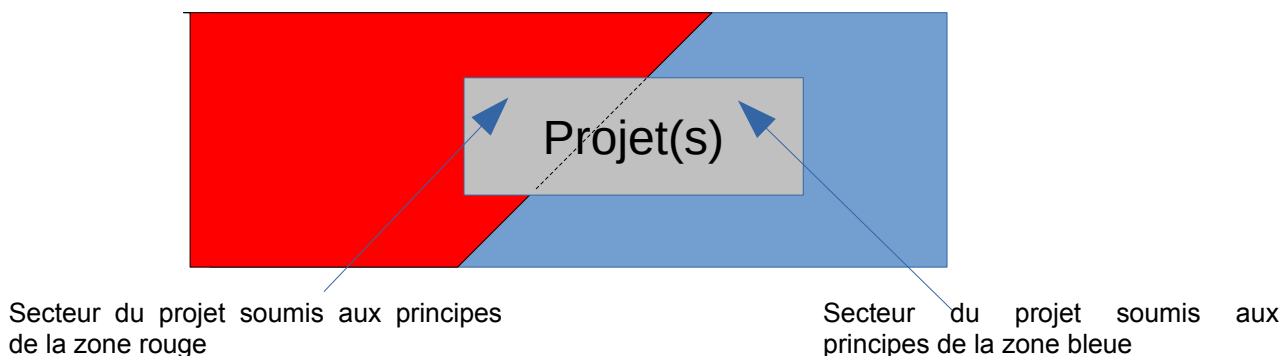 Projet(s)
Secteur du projet soumis aux principes
de la zone rouge
Secteur du projet soumis aux
principes de la zone bleue